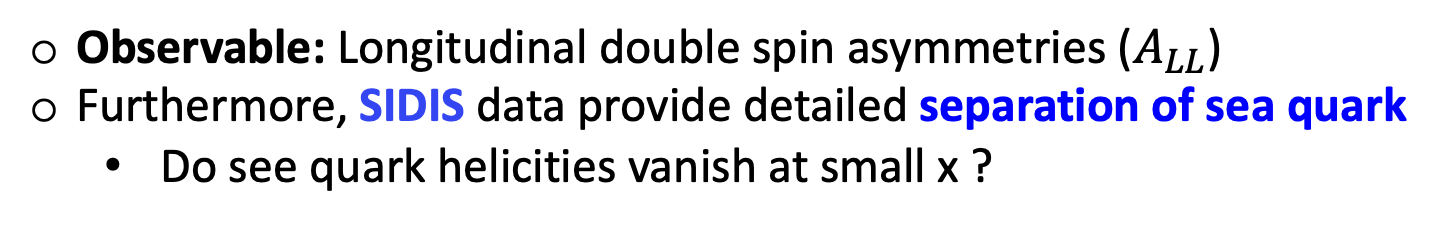 ○ Observable: Longitudinal double spin asymmetries (A_LL)
○ Furthermore, SIDIS data provide detailed separation of sea quark
• Do see quark helicities vanish at small x ?